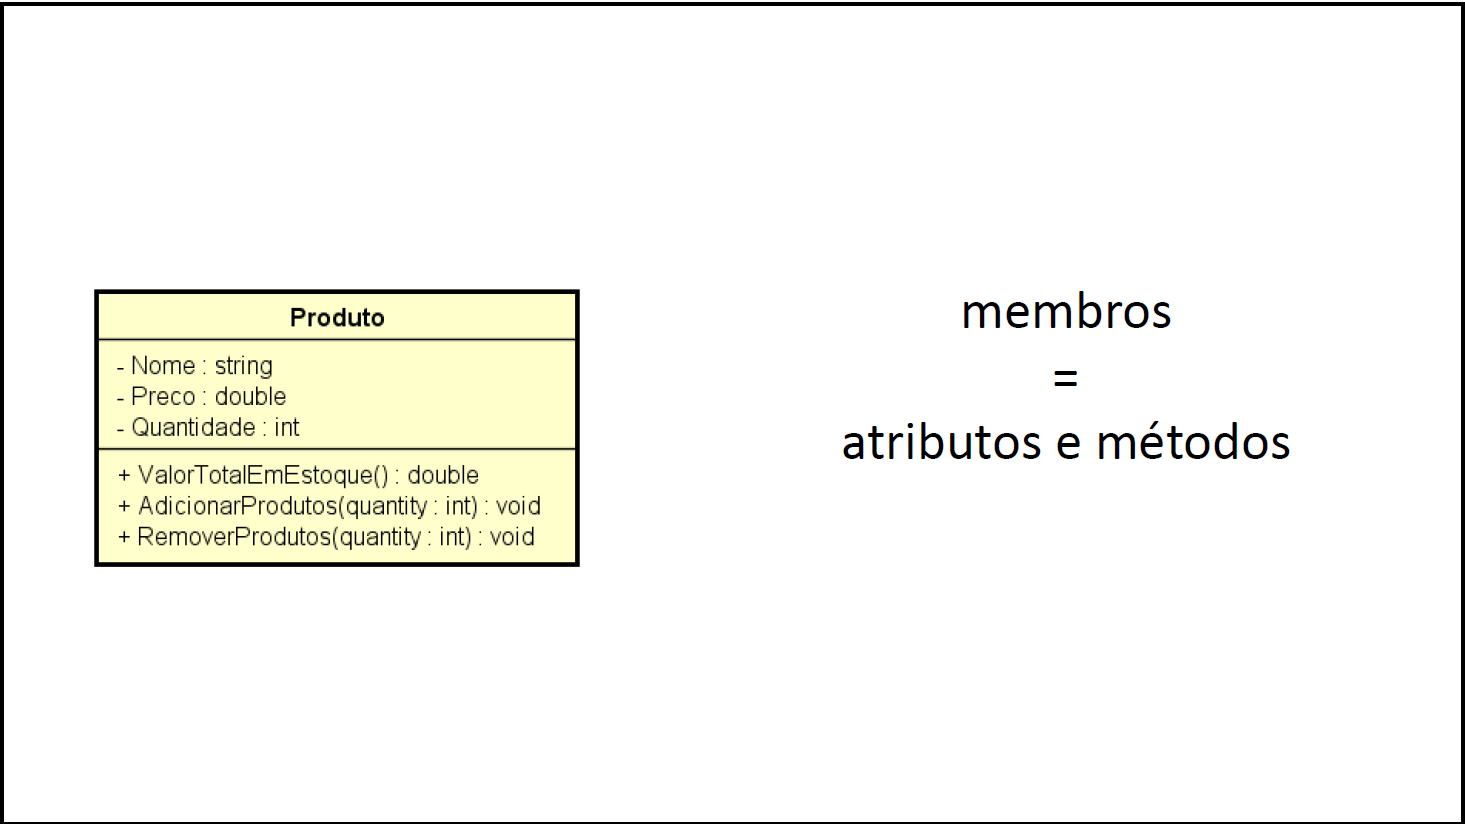 Produto
- Nome : string
- Preco : double
- Quantidade : int
+ ValorTotalEmEstoque() : double
+ AdicionarProdutos(quantity : int) : void
+ RemoverProdutos(quantity : int) : void
membros
=
atributos e métodos